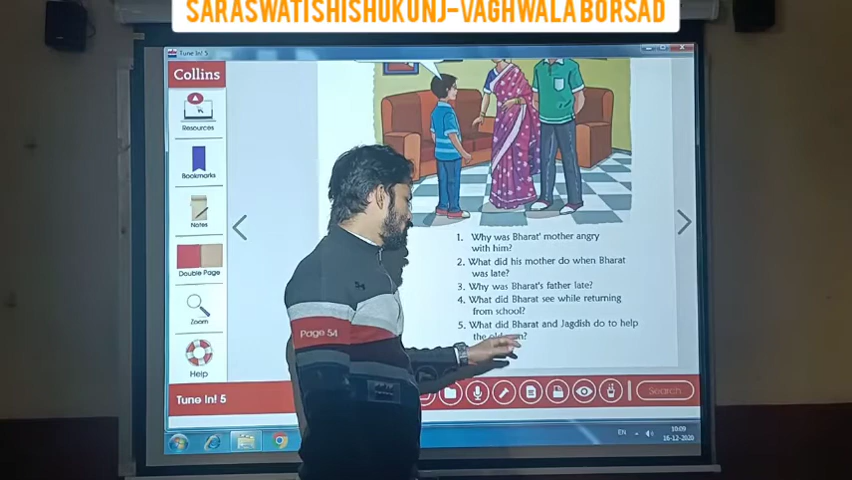 SARASWATISHISHUKUNJ-VAGHWALA BORSAD
Tune In! 5
Collins
Resources
Bookmarks
Notes
Double Page
Zoom
Help
1. Why was Bharat' mother angry
with him?
2. What did his mother do when Bharat
was late?
3. Why was Bharat's father late?
4. What did Bharat see while returning
from school?
5. What did Bharat and Jagdish do to help
the old man?
Page 54
Tune In! 5
Search
EN
10:09
16-12-2020